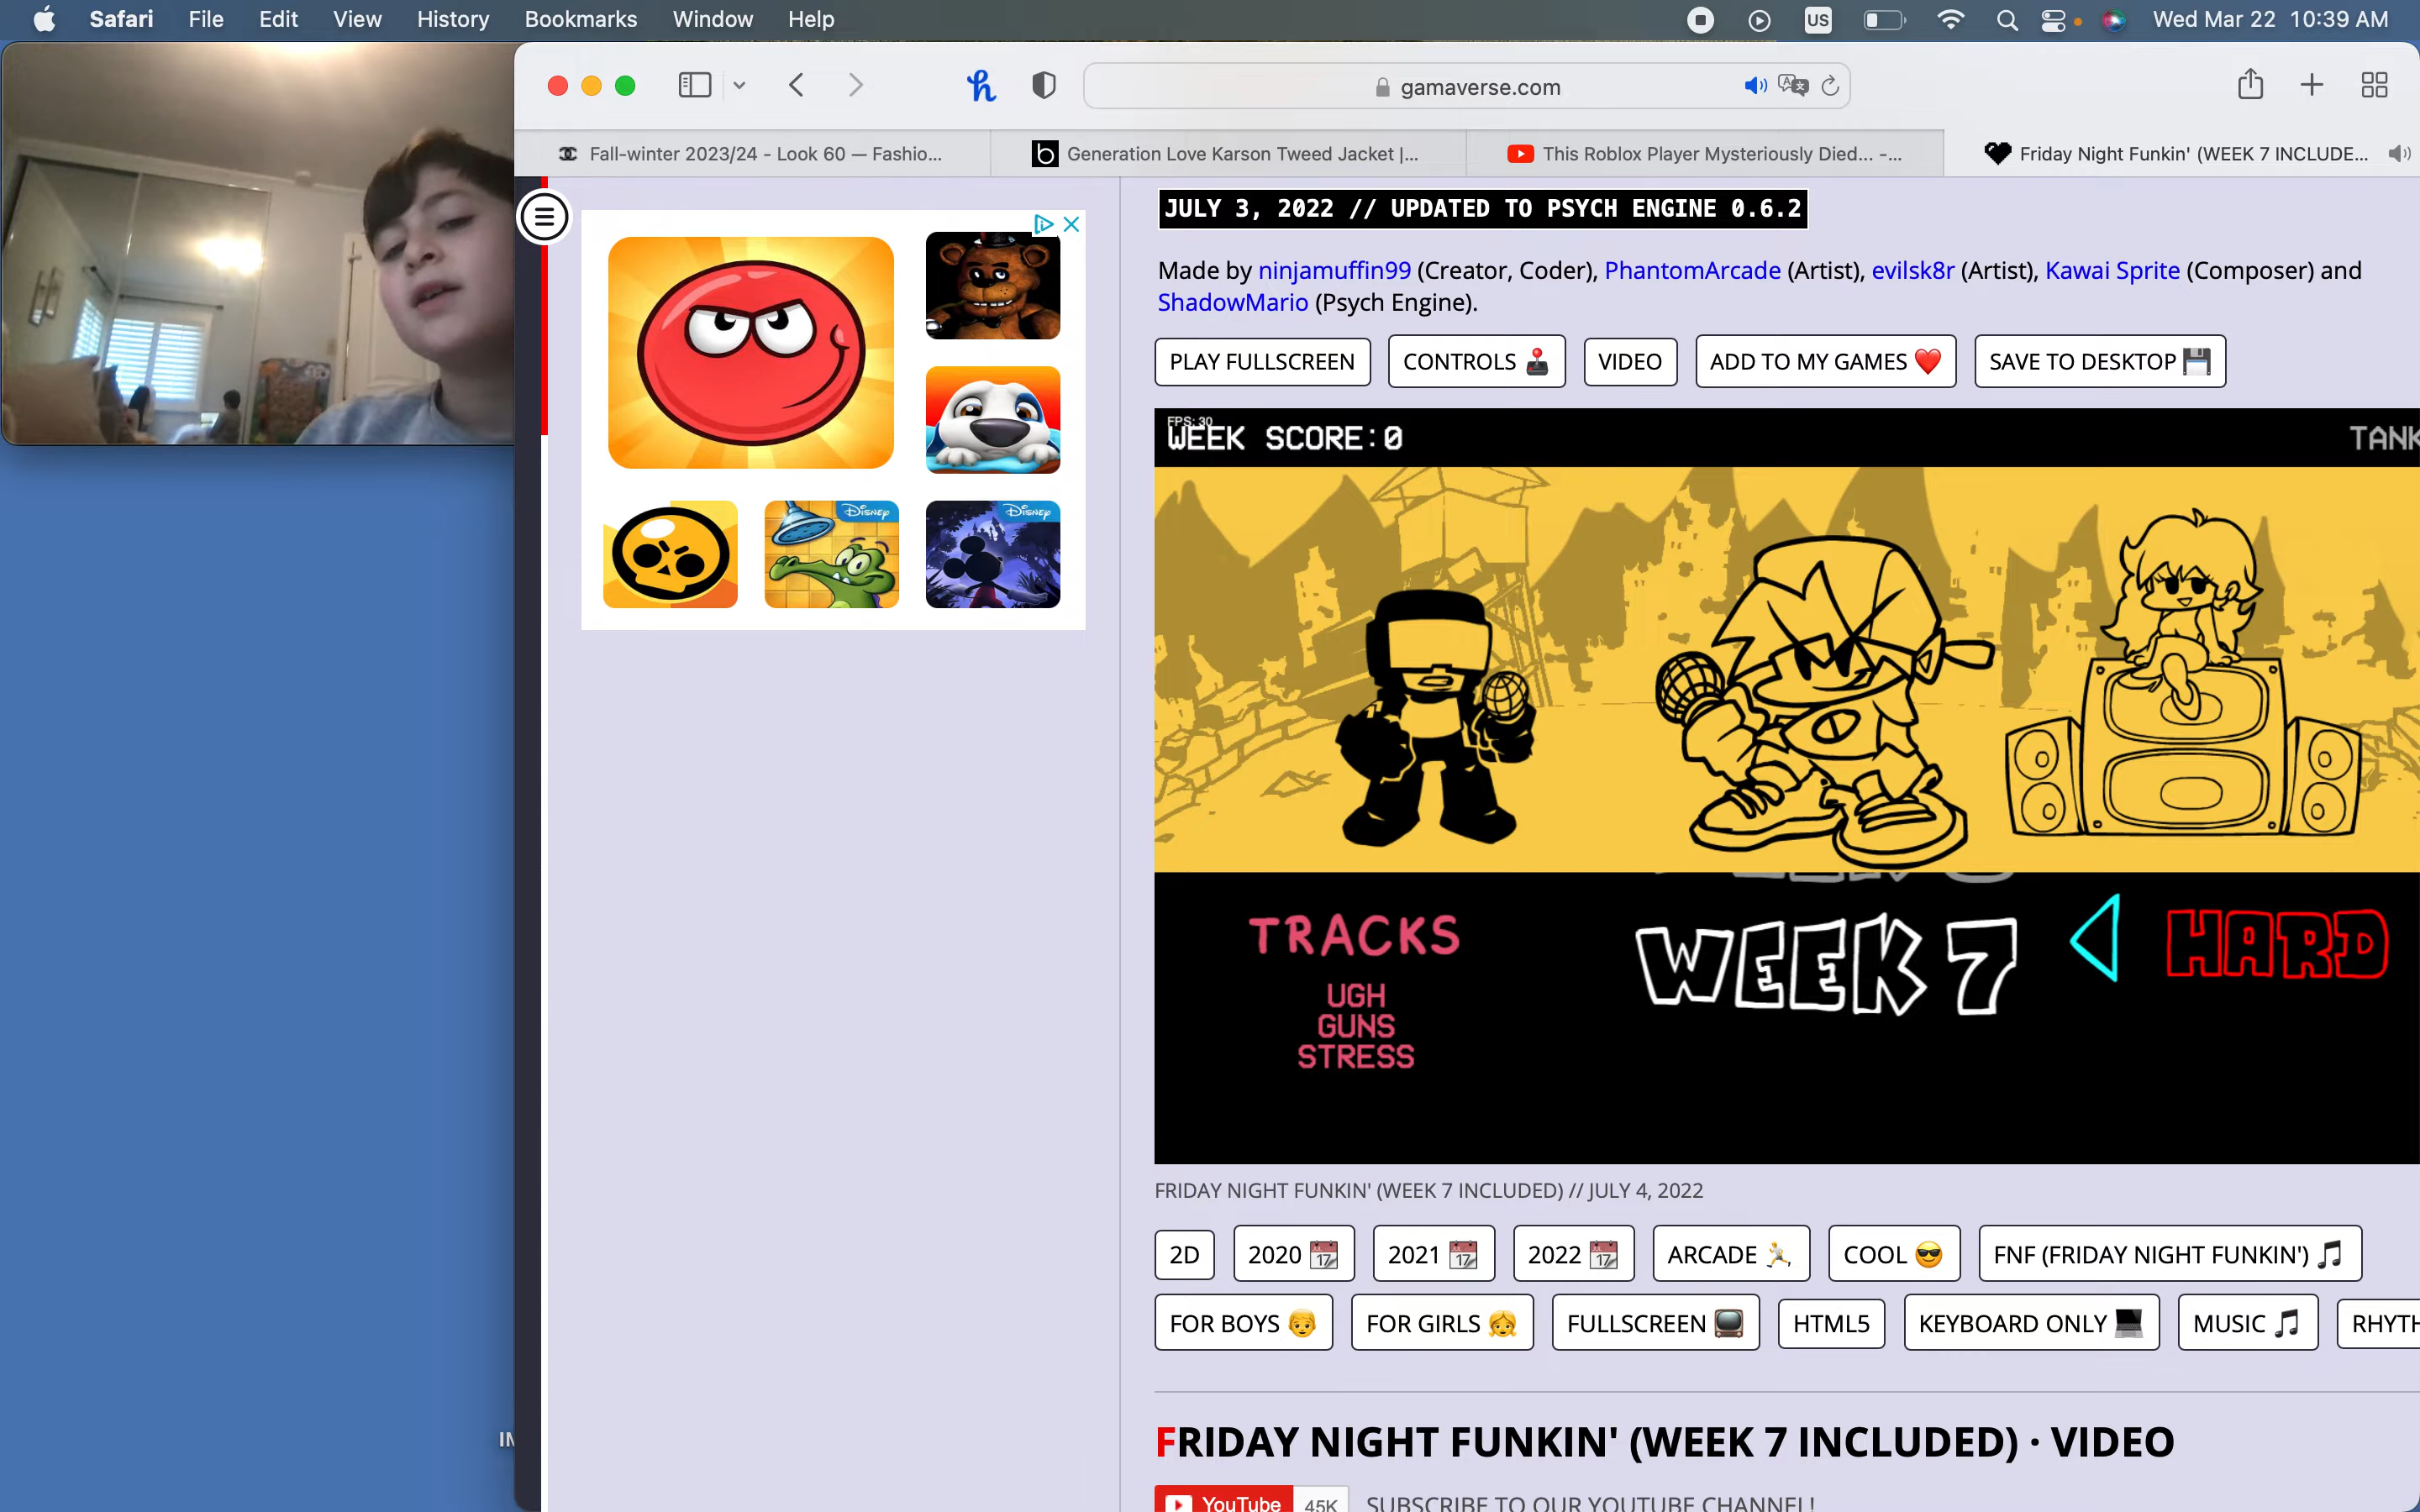 Safari File Edit View History Bookmarks Window Help
US
Wed Mar 22 10:39 AM
gamaverse.com
Fall-winter 2023/24 - Look 60 — Fashio...
Generation Love Karson Tweed Jacket |...
This Roblox Player Mysteriously Died... -...
Friday Night Funkin' (WEEK 7 INCLUDE...
JULY 3, 2022 // UPDATED TO PSYCH ENGINE 0.6.2
Made by ninjamuffin99 (Creator, Coder), PhantomArcade (Artist), evilsk8r (Artist), Kawai Sprite (Composer) and
ShadowMario (Psych Engine).
PLAY FULLSCREEN
CONTROLS 🕹️
VIDEO
ADD TO MY GAMES ❤️
SAVE TO DESKTOP 💾
Disney
Disney
FPS: 30
WEEK SCORE:0
TANK
TRACKS
UGH
GUNS
STRESS
WEEK 7
HARD
FRIDAY NIGHT FUNKIN' (WEEK 7 INCLUDED) // JULY 4, 2022
2D
2020 📅
2021 📅
2022 📅
ARCADE 🏃
COOL 😎
FNF (FRIDAY NIGHT FUNKIN') 🎵
FOR BOYS 👦
FOR GIRLS 👧
FULLSCREEN 📺
HTML5
KEYBOARD ONLY 💻
MUSIC 🎵
RHYTH
FRIDAY NIGHT FUNKIN' (WEEK 7 INCLUDED) · VIDEO
YouTube 45K SUBSCRIBE TO OUR YOUTUBE CHANNEL!